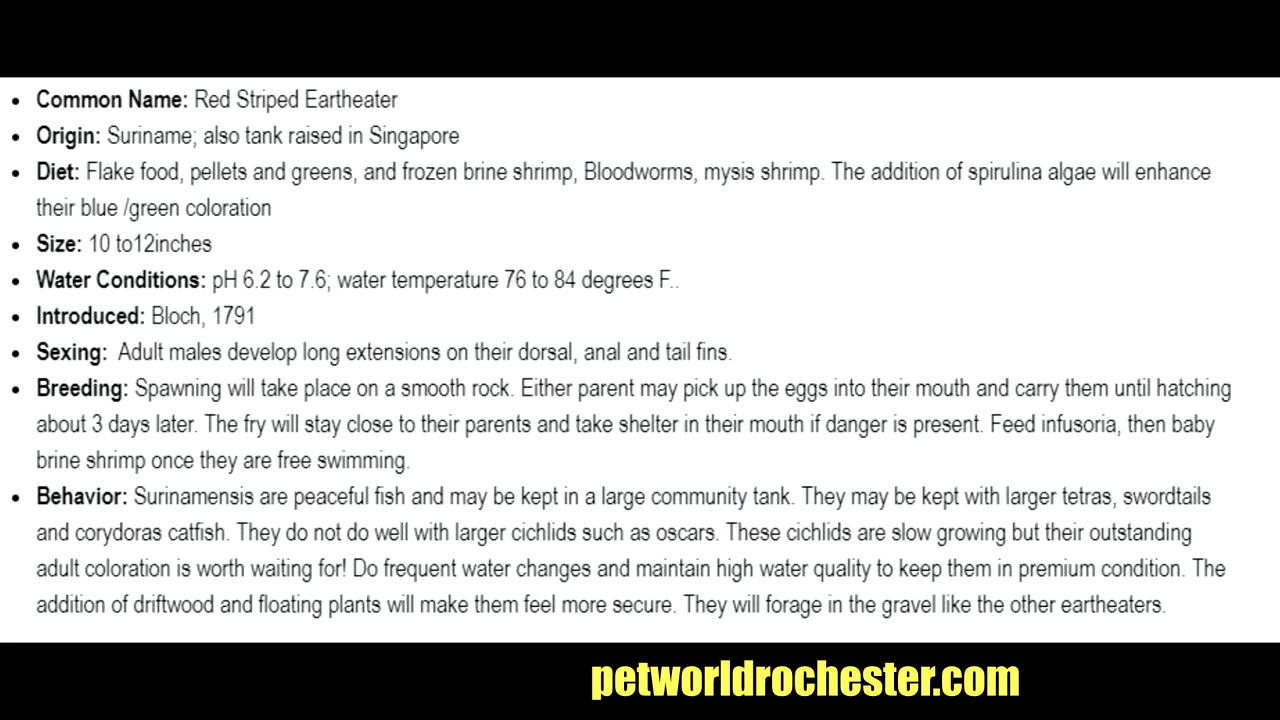 • Common Name: Red Striped Eartheater
• Origin: Suriname; also tank raised in Singapore
• Diet: Flake food, pellets and greens, and frozen brine shrimp, Bloodworms, mysis shrimp. The addition of spirulina algae will enhance
their blue /green coloration
• Size: 10 to12inches
• Water Conditions: pH 6.2 to 7.6; water temperature 76 to 84 degrees F..
• Introduced: Bloch, 1791
• Sexing: Adult males develop long extensions on their dorsal, anal and tail fins.
• Breeding: Spawning will take place on a smooth rock. Either parent may pick up the eggs into their mouth and carry them until hatching
about 3 days later. The fry will stay close to their parents and take shelter in their mouth if danger is present. Feed infusoria, then baby
brine shrimp once they are free swimming.
• Behavior: Surinamensis are peaceful fish and may be kept in a large community tank. They may be kept with larger tetras, swordtails
and corydoras catfish. They do not do well with larger cichlids such as oscars. These cichlids are slow growing but their outstanding
adult coloration is worth waiting for! Do frequent water changes and maintain high water quality to keep them in premium condition. The
addition of driftwood and floating plants will make them feel more secure. They will forage in the gravel like the other eartheaters.
petworldrochester.com